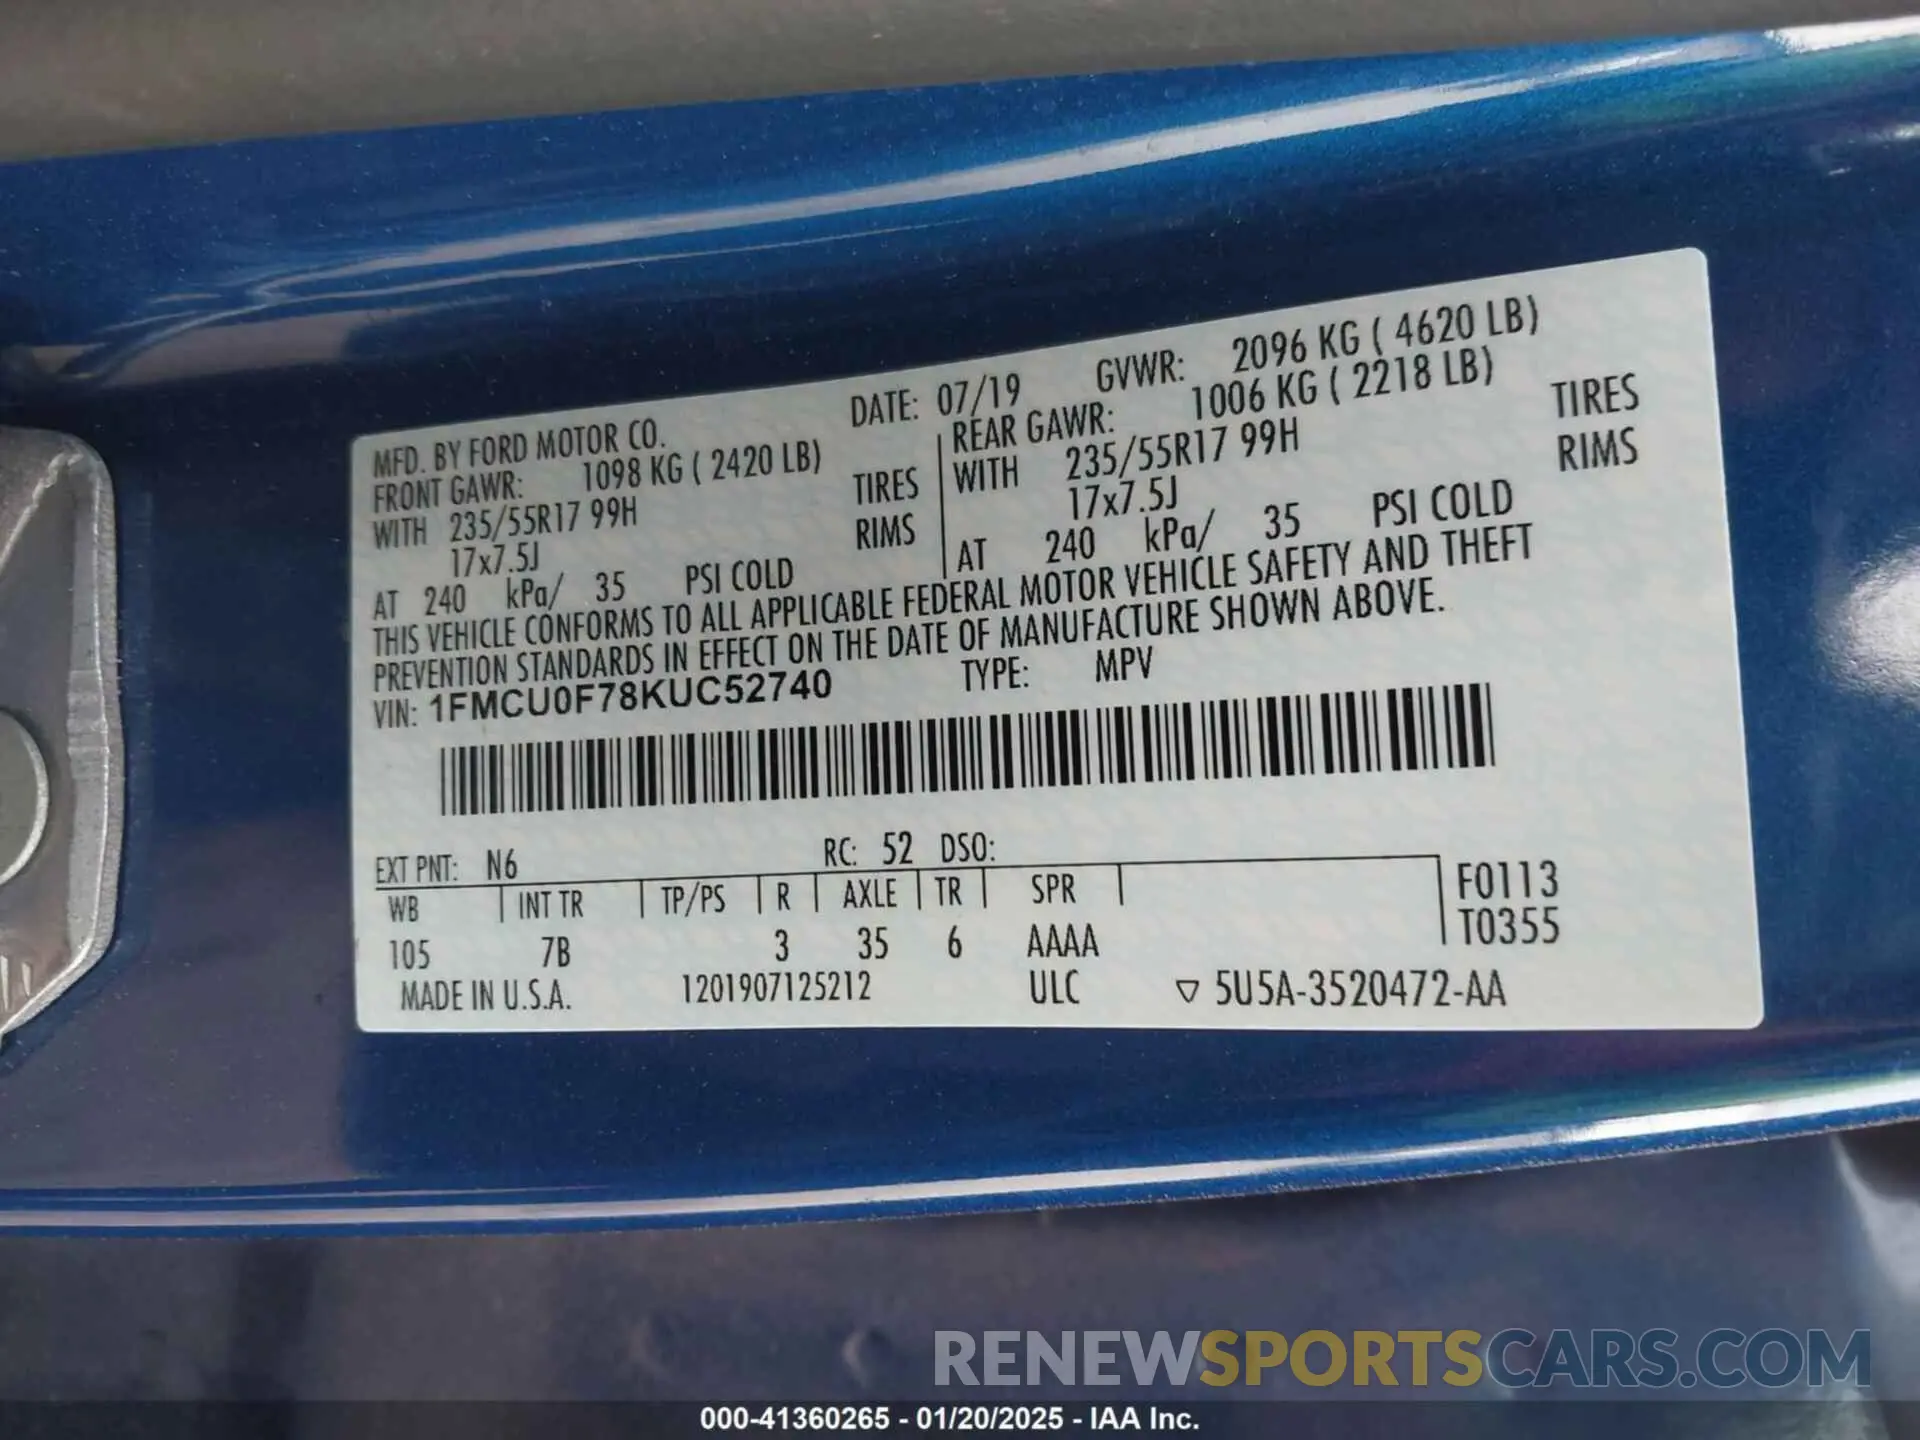 MFD. BY FORD MOTOR CO. DATE: 07/19 GVWR: 2096 KG ( 4620 LB)
FRONT GAWR: 1098 KG ( 2420 LB) REAR GAWR: 1006 KG ( 2218 LB)
WITH 235/55R17 99H TIRES WITH 235/55R17 99H TIRES
17x7.5J RIMS 17x7.5J RIMS
AT 240 kPa/ 35 PSI COLD AT 240 kPa/ 35 PSI COLD
THIS VEHICLE CONFORMS TO ALL APPLICABLE FEDERAL MOTOR VEHICLE SAFETY AND THEFT
PREVENTION STANDARDS IN EFFECT ON THE DATE OF MANUFACTURE SHOWN ABOVE.
VIN: 1FMCU0F78KUC52740 TYPE: MPV
EXT PNT: N6 RC: 52 DSO:
WB INT TR TP/PS R AXLE TR SPR F0113
105 7B 3 35 6 AAAA T0355
MADE IN U.S.A. 1201907125212 ULC ▽ 5U5A-3520472-AA
RENEWSPORTSCARS.COM
000-41360265 - 01/20/2025 - IAA Inc.